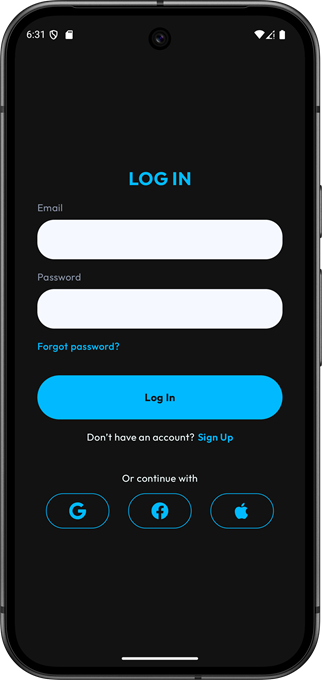 6:31
LOG IN
Email
Password
Forgot password?
Log In
Don't have an account? Sign Up
Or continue with